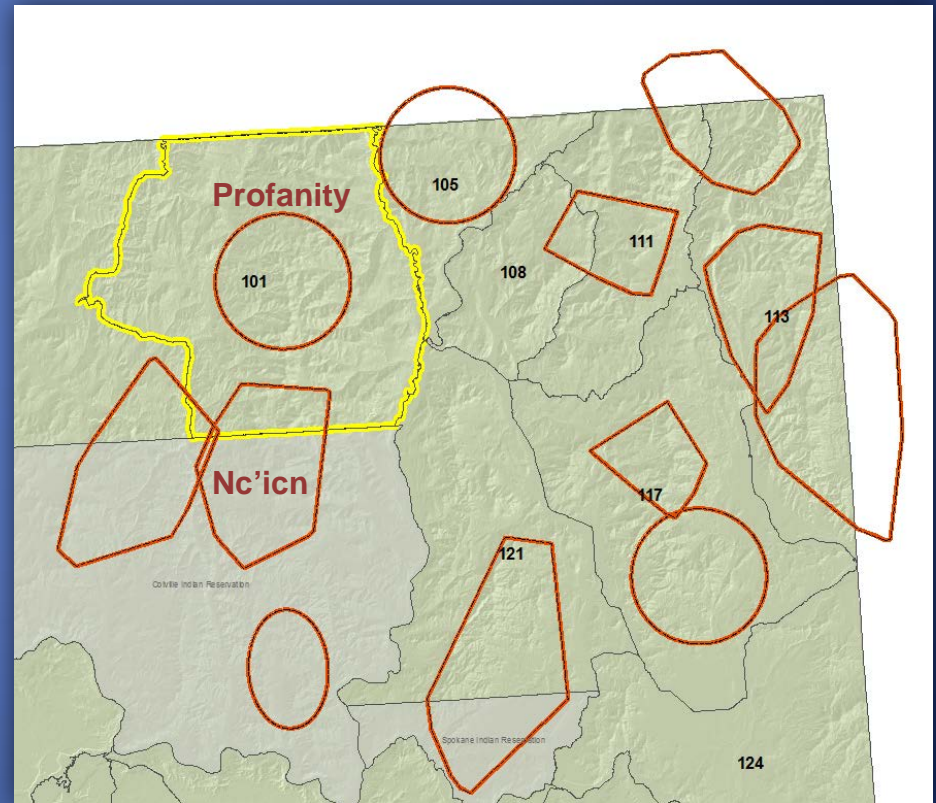 105
Profanity
111
108
101
113
Nc’icn
117
121
Colville Indian Reservation
Spokane Indian Reservation
124